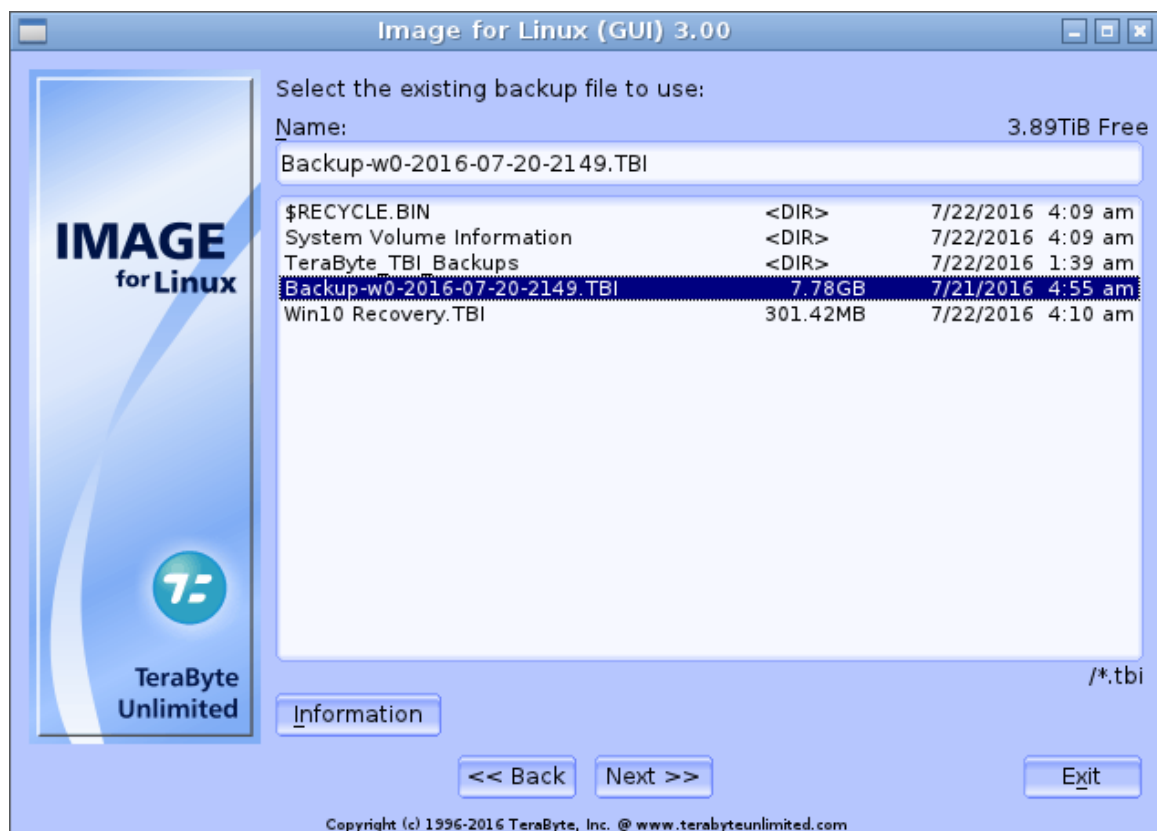 Image for Linux (GUI) 3.00
IMAGE
for Linux
TeraByte
Unlimited
Select the existing backup file to use:
Name: 3.89TiB Free
Backup-w0-2016-07-20-2149.TBI
$RECYCLE.BIN <DIR> 7/22/2016 4:09 am
System Volume Information <DIR> 7/22/2016 4:09 am
TeraByte_TBI_Backups <DIR> 7/22/2016 1:39 am
Backup-w0-2016-07-20-2149.TBI 7.78GB 7/21/2016 4:55 am
Win10 Recovery.TBI 301.42MB 7/22/2016 4:10 am
/*.tbi
Information
<< Back Next >> Exit
Copyright (c) 1996-2016 TeraByte, Inc. @ www.terabyteunlimited.com